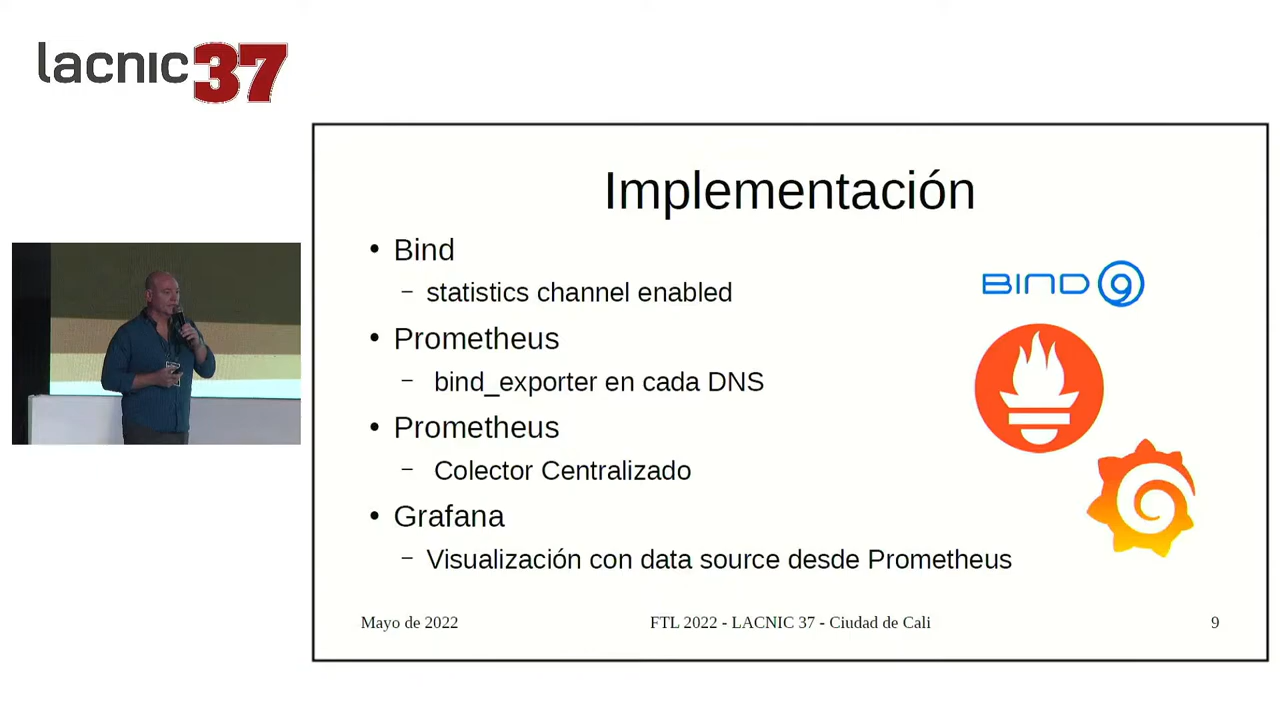 lacnic37
Implementación
• Bind
– statistics channel enabled
• Prometheus
– bind_exporter en cada DNS
• Prometheus
– Colector Centralizado
• Grafana
– Visualización con data source desde Prometheus
BIND 9
Mayo de 2022
FTL 2022 - LACNIC 37 - Ciudad de Cali
9